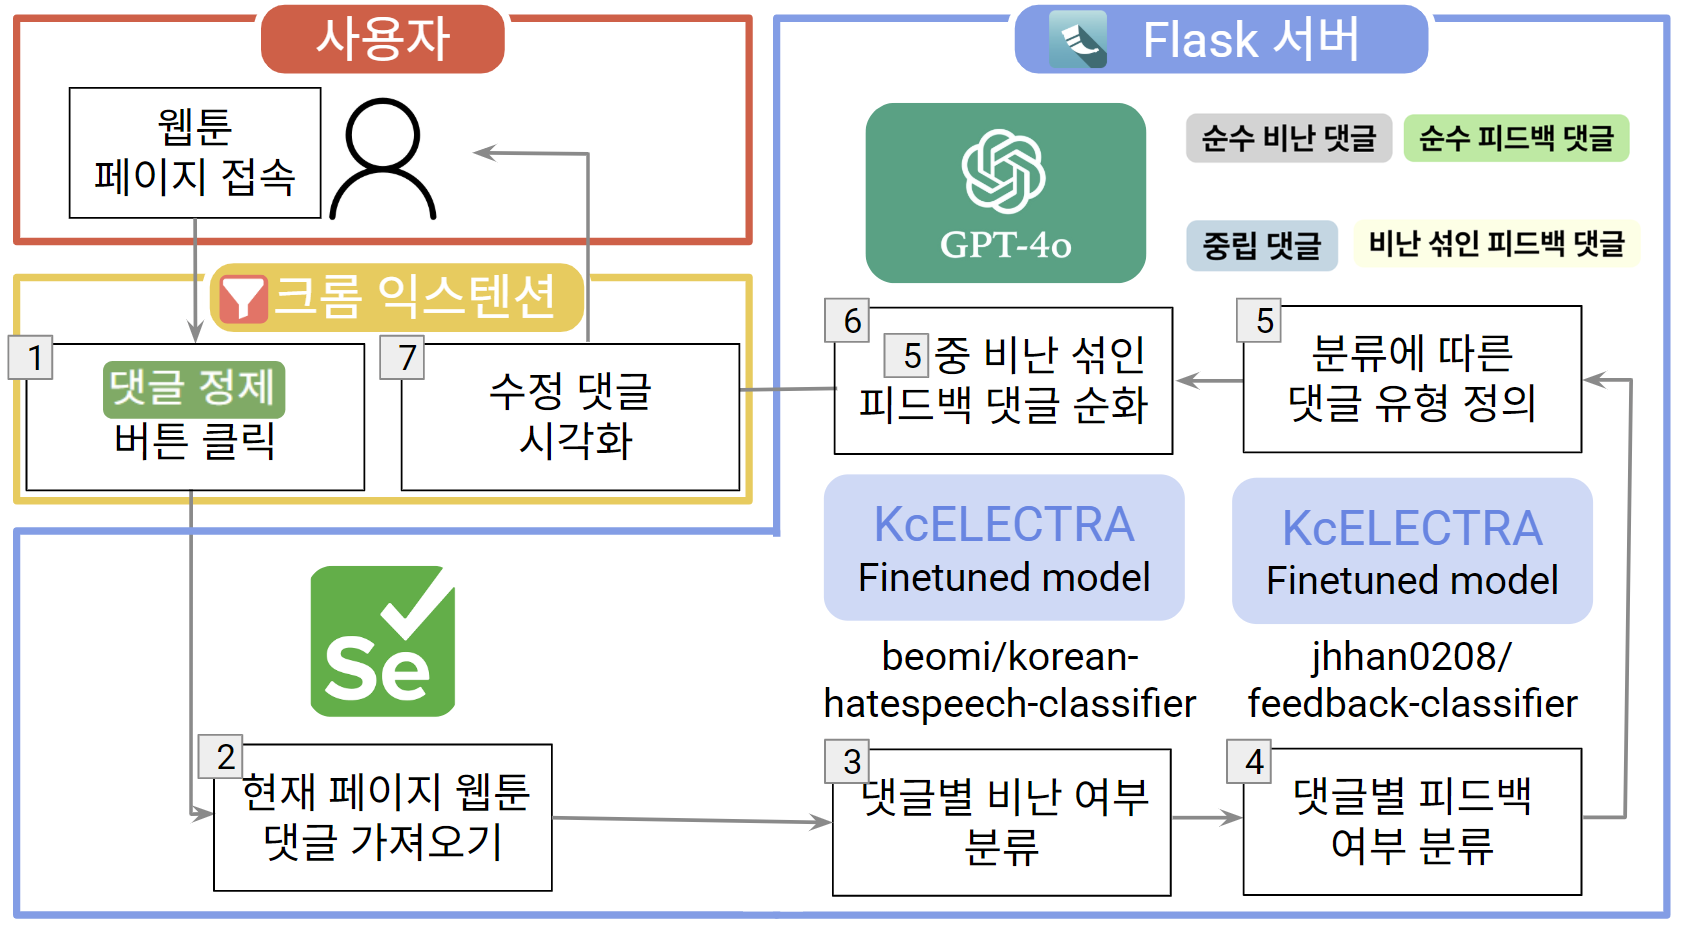 사용자
웹툰
페이지 접속
크롬 익스텐션
1
댓글 정제
버튼 클릭
7
수정 댓글
시각화
Flask 서버
GPT-4o
순수 비난 댓글
순수 피드백 댓글
중립 댓글
비난 섞인 피드백 댓글
6
5 중 비난 섞인
피드백 댓글 순화
5
분류에 따른
댓글 유형 정의
KcELECTRA
Finetuned model
beomi/korean-
hatespeech-classifier
KcELECTRA
Finetuned model
jhhan0208/
feedback-classifier
Se
2
현재 페이지 웹툰
댓글 가져오기
3
댓글별 비난 여부
분류
4
댓글별 피드백
여부 분류